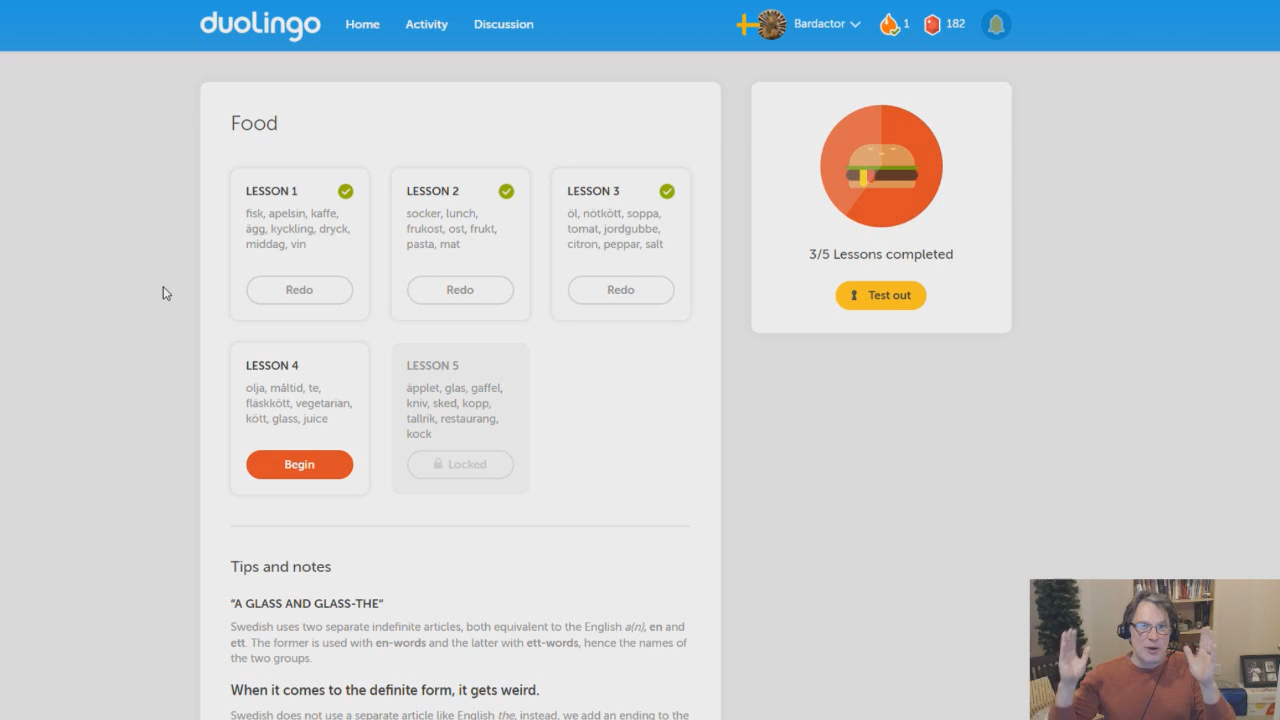 duolingo
Home
Activity
Discussion
Bardactor
1
182
Food
LESSON 1
fisk, apelsin, kaffe,
ägg, kyckling, dryck,
middag, vin
Redo
LESSON 2
socker, lunch,
frukost, ost, frukt,
pasta, mat
Redo
LESSON 3
öl, nötkött, soppa,
tomat, jordgubbe,
citron, peppar, salt
Redo
3/5 Lessons completed
Test out
LESSON 4
olja, måltid, te,
fläskkött, vegetarian,
kött, glass, juice
Begin
LESSON 5
äpplet, glas, gaffel,
kniv, sked, kopp,
tallrik, restaurang,
kock
Locked
Tips and notes
“A GLASS AND GLASS-THE”
Swedish uses two separate indefinite articles, both equivalent to the English a(n), en and
ett. The former is used with en-words and the latter with ett-words, hence the names of
the two groups.
When it comes to the definite form, it gets weird.
Swedish does not use a separate article like English the, instead, we add an ending to the